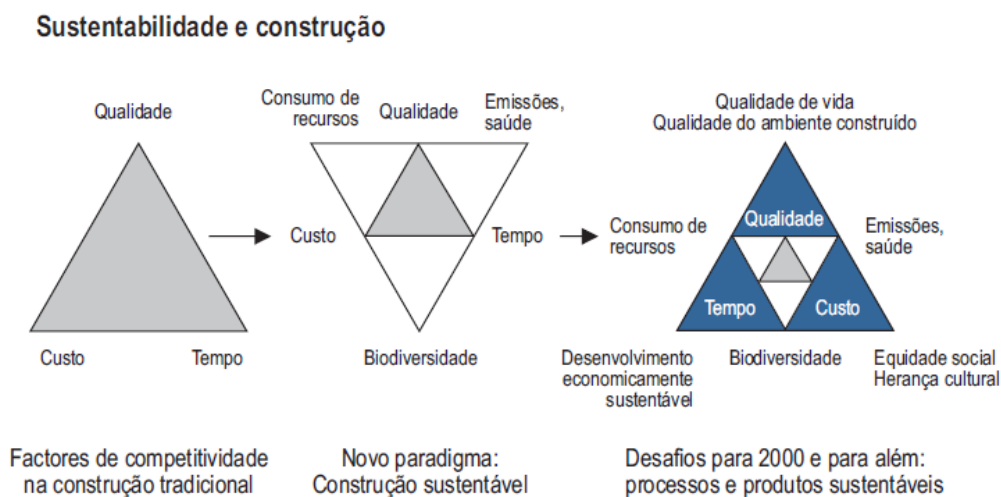 Sustentabilidade e construção
Qualidade
Custo
Tempo
Factores de competitividade
na construção tradicional
Consumo de
recursos
Qualidade
Emissões,
saúde
Custo
Tempo
Biodiversidade
Novo paradigma:
Construção sustentável
Qualidade de vida
Qualidade do ambiente construído
Consumo de
recursos
Qualidade
Emissões,
saúde
Tempo
Custo
Desenvolvimento
economicamente
sustentável
Biodiversidade
Equidade social
Herança cultural
Desafios para 2000 e para além:
processos e produtos sustentáveis